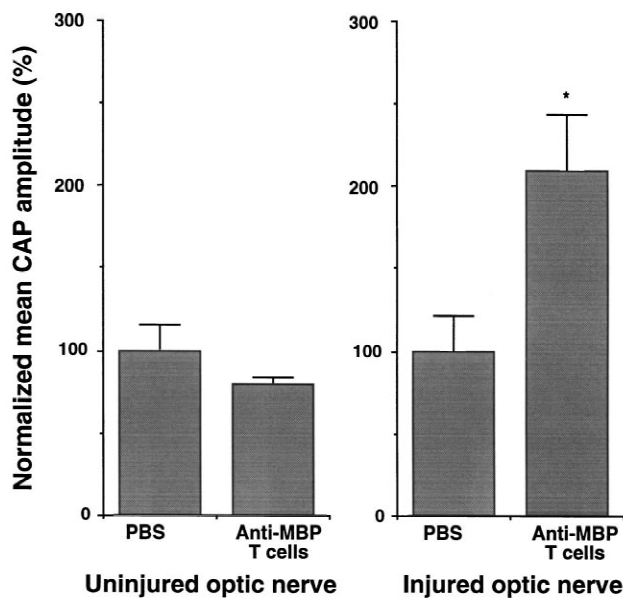 Normalized mean CAP amplitude (%)
300
200
100
0
PBS
Anti-MBP
T cells
Uninjured optic nerve
300
200
100
0
*
PBS
Anti-MBP
T cells
Injured optic nerve